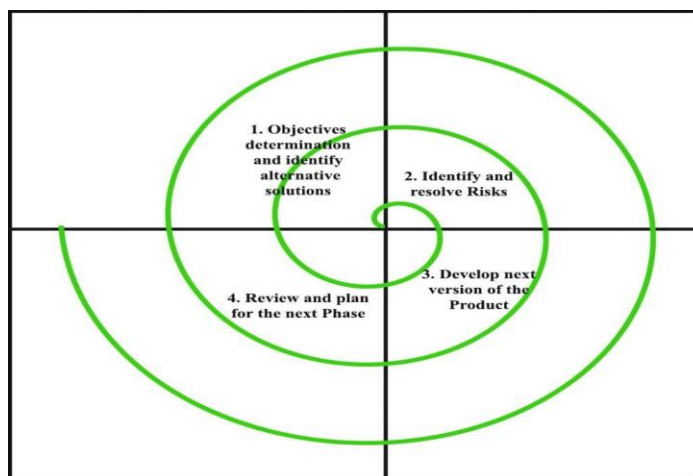 1. Objectives
determination
and identify
alternative
solutions
2. Identify and
resolve Risks
3. Develop next
version of the
Product
4. Review and plan
for the next Phase